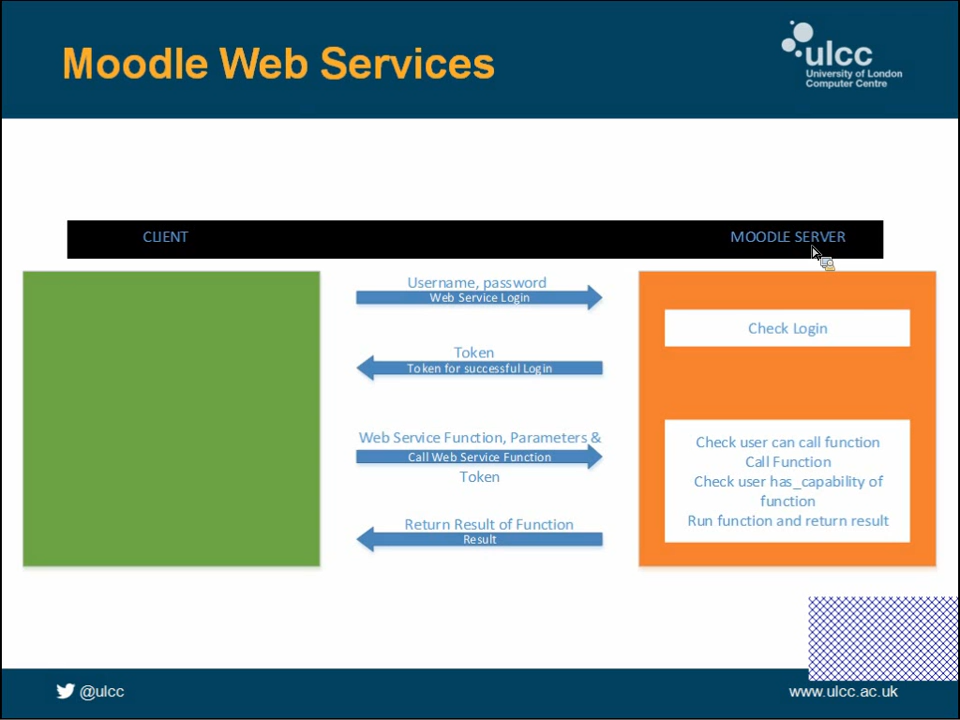 Moodle Web Services
ulcc
University of London
Computer Centre
CLIENT
MOODLE SERVER
Username, password
Web Service Login
Check Login
Token
Token for successful Login
Web Service Function, Parameters &
Call Web Service Function
Token
Return Result of Function
Result
Check user can call function
Call Function
Check user has_capability of
function
Run function and return result
@ulcc
www.ulcc.ac.uk